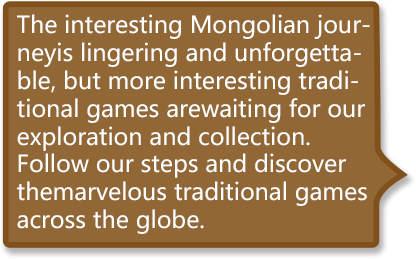 The interesting Mongolian jour-
neyis lingering and unforgetta-
ble, but more interesting tradi-
tional games arewaiting for our
exploration and collection.
Follow our steps and discover
themarvelous traditional games
across the globe.